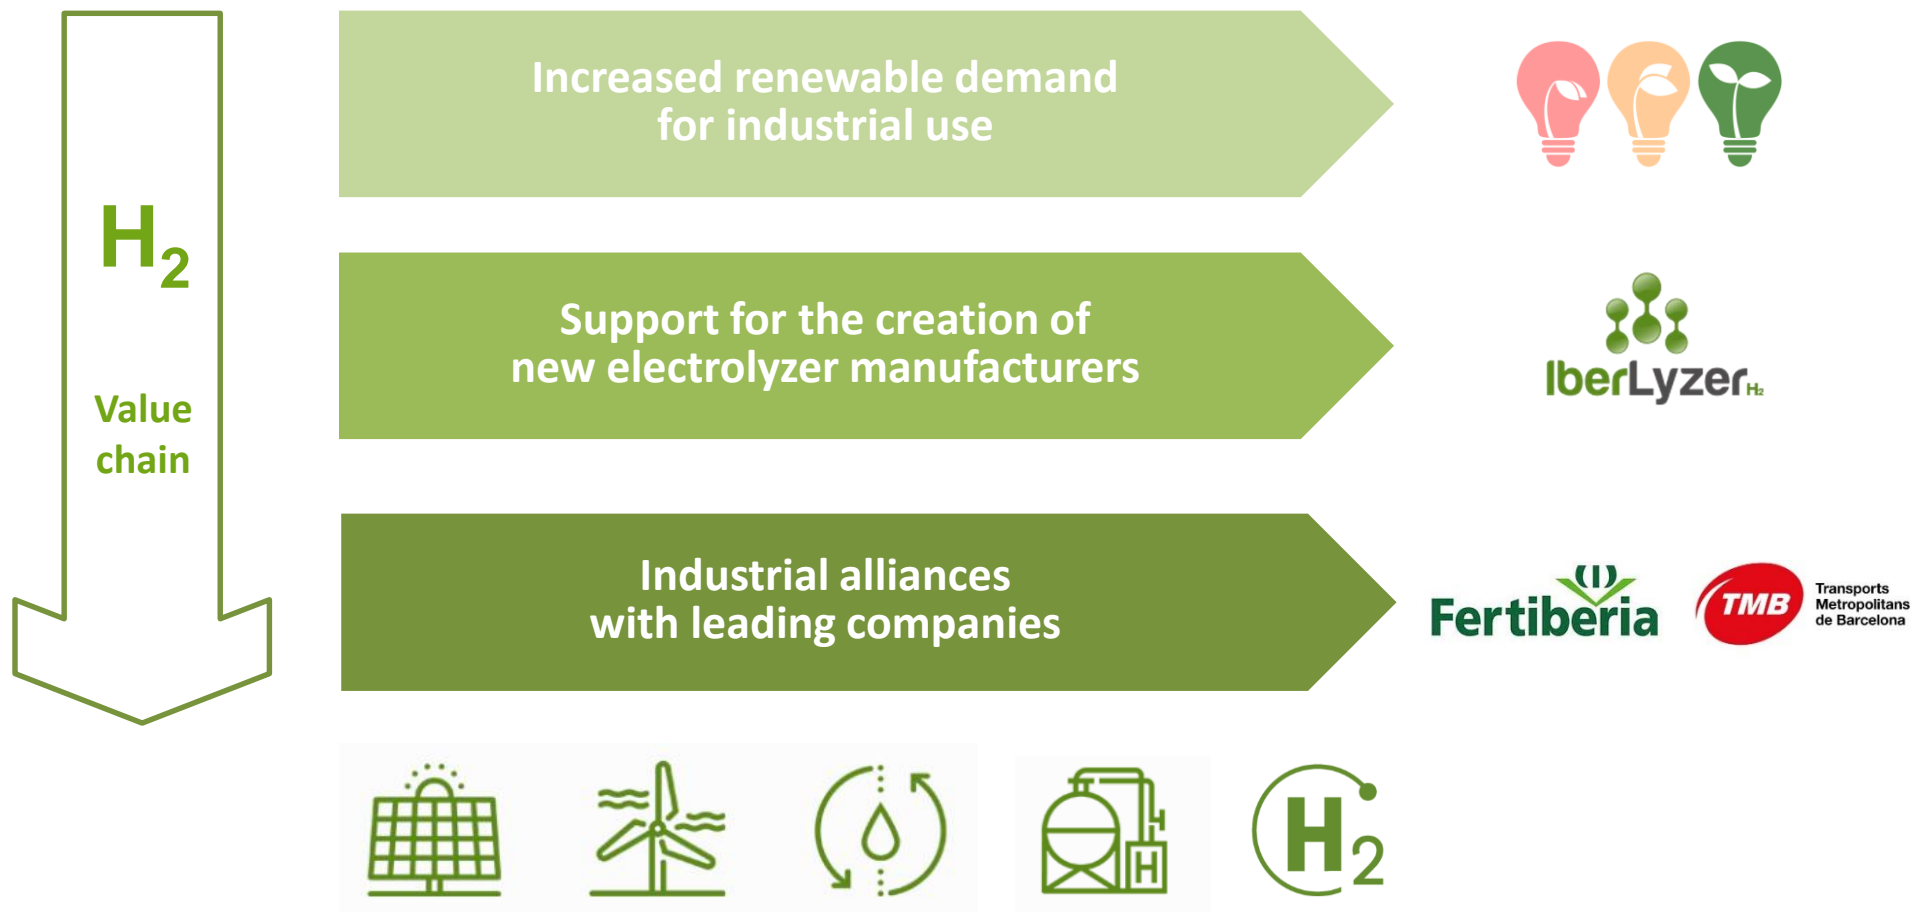 H₂
Value
chain
Increased renewable demand
for industrial use
Support for the creation of
new electrolyzer manufacturers
IberLyzer H₂
Industrial alliances
with leading companies
Fertiberia
TMB
Transports
Metropolitans
de Barcelona
H
H₂